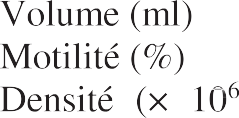 Volume (ml)
Motilité (%)
Densité (× 10⁶